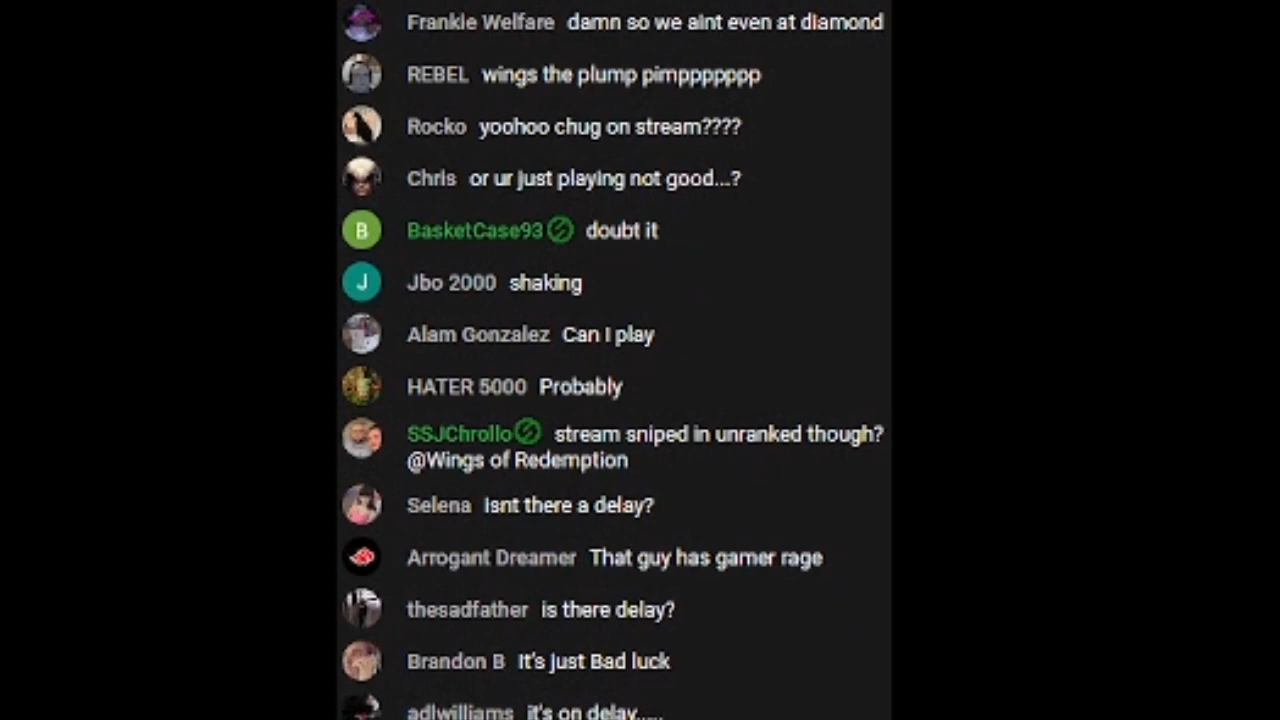 Frankie Welfare damn so we aint even at diamond
REBEL wings the plump pimppppppp
Rocko yoohoo chug on stream????
Chris or ur just playing not good...?
B BasketCase93 doubt it
J Jbo 2000 shaking
Alam Gonzalez Can I play
HATER 5000 Probably
SSJChrollo stream sniped in unranked though?
@Wings of Redemption
Selena Isnt there a delay?
Arrogant Dreamer That guy has gamer rage
thesadfather is there delay?
Brandon B It's just Bad luck
adlwilliams it's on delay.....